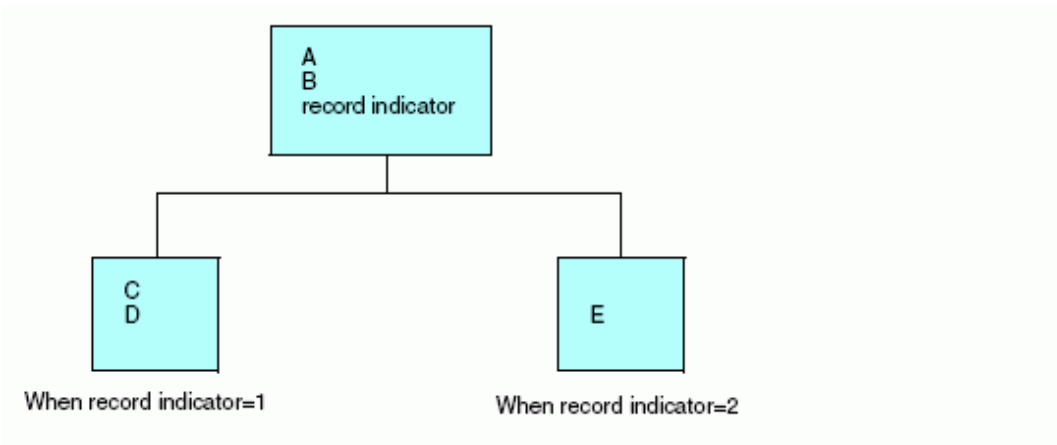 A
B
record indicator
C
D
E
When record indicator=1
When record indicator=2